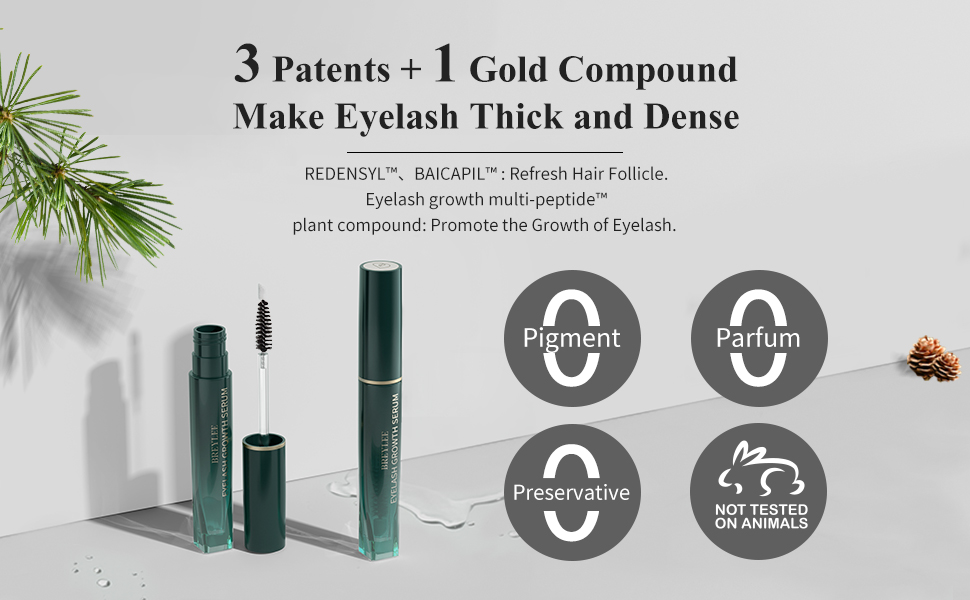 3 Patents + 1 Gold Compound
Make Eyelash Thick and Dense
REDENSYL™、BAICAPIL™ : Refresh Hair Follicle.
Eyelash growth multi-peptide™
plant compound: Promote the Growth of Eyelash.
BREYLEE
EYELASH GROWTH SERUM
BREYLEE
EYELASH GROWTH SERUM
0
Pigment
0
Parfum
0
Preservative
NOT TESTED
ON ANIMALS